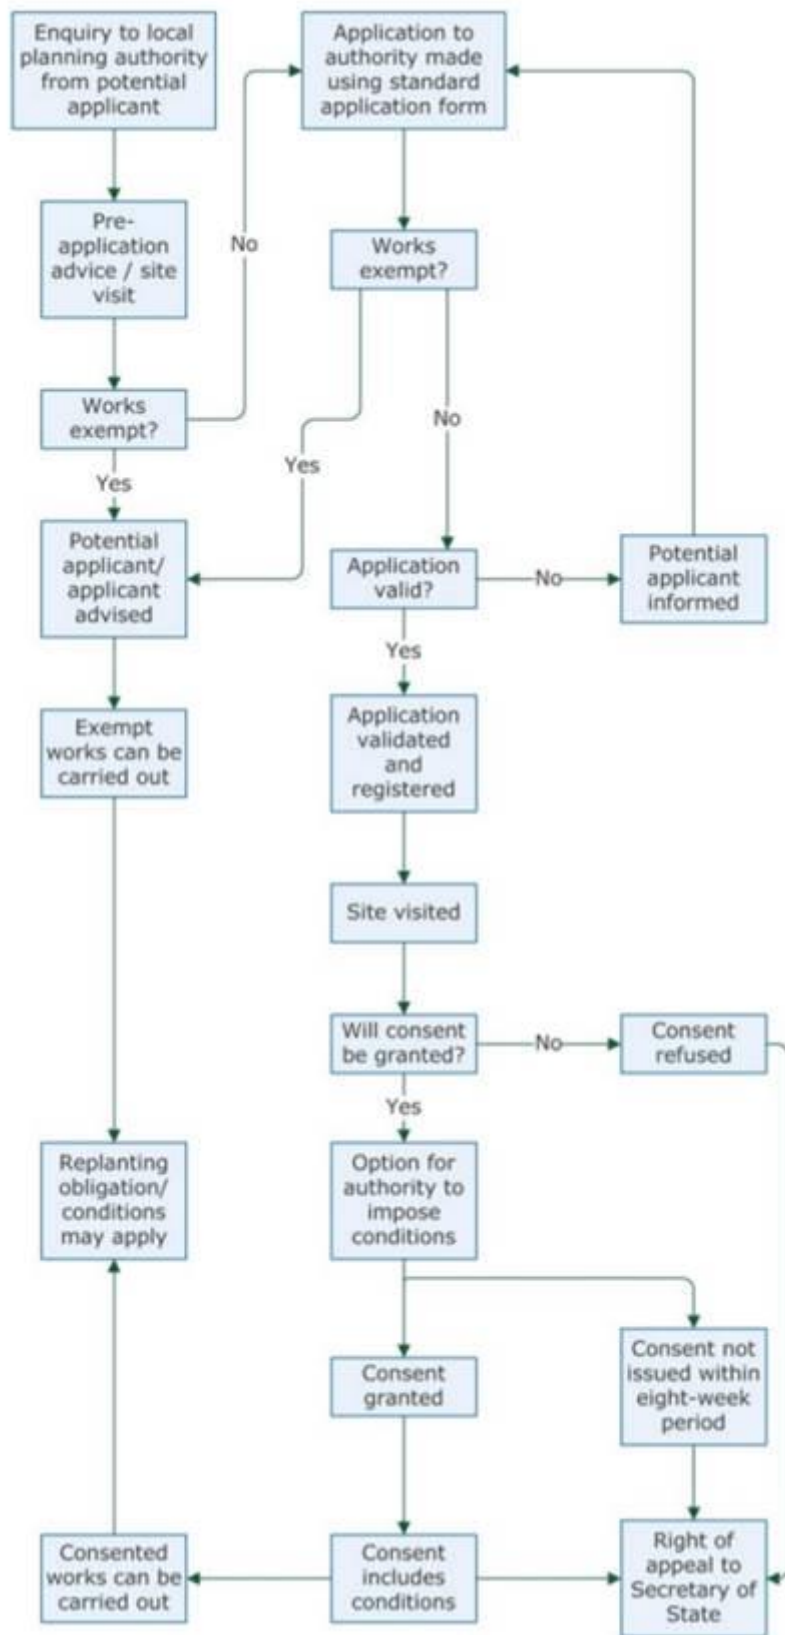 Enquiry to local
planning authority
from potential
applicant
Application to
authority made
using standard
application form
Pre-
application
advice / site
visit
No
Works
exempt?
Works
exempt?
No
Yes
Yes
Potential
applicant/
applicant
advised
Application
valid?
No
Potential
applicant
informed
Yes
Exempt
works can be
carried out
Application
validated
and
registered
Site visited
Will consent
be granted?
No
Consent
refused
Yes
Replanting
obligation/
conditions
may apply
Option for
authority to
impose
conditions
Consent
granted
Consent not
issued within
eight-week
period
Consented
works can be
carried out
Consent
includes
conditions
Right of
appeal to
Secretary of
State